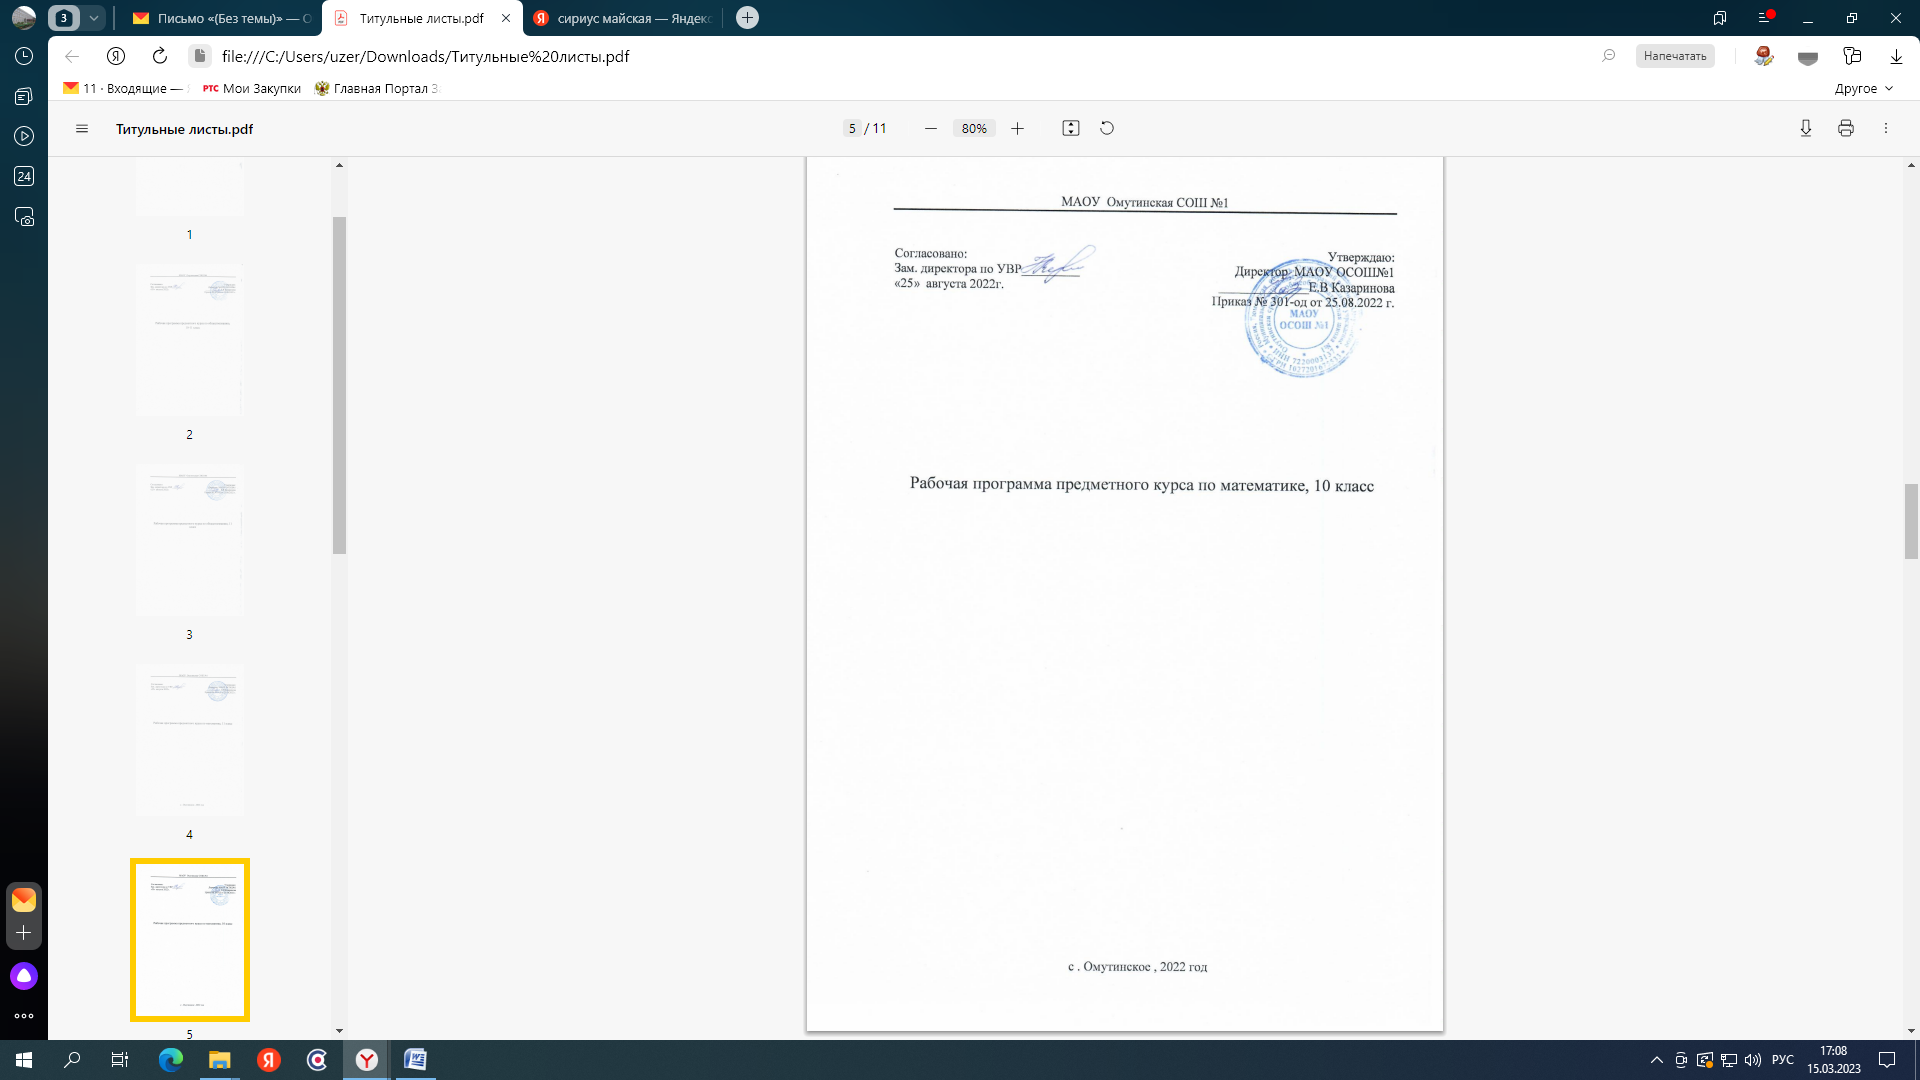 3
Письмо «(Без темы)» — О
Титульные листы.pdf
сириус майская — Яндекс
file:///C:/Users/uzer/Downloads/Титульные%20листы.pdf
Напечатать
11 · Входящие —
РТС Мои Закупки
Главная Портал З
Другое
Титульные листы.pdf
5 / 11
80%
24
1
2
3
4
5
МАОУ Омутинская СОШ №1
Согласовано:
Зам. директора по УВР
«25» августа 2022г.
Утверждаю:
Директор МАОУ ОСОШ№1
Е.В Казаринова
Приказ № 301-од от 25.08.2022 г.
МАОУ
ОСОШ №1
Рабочая программа предметного курса по математике, 10 класс
с . Омутинское , 2022 год
РУС
17:08
15.03.2023